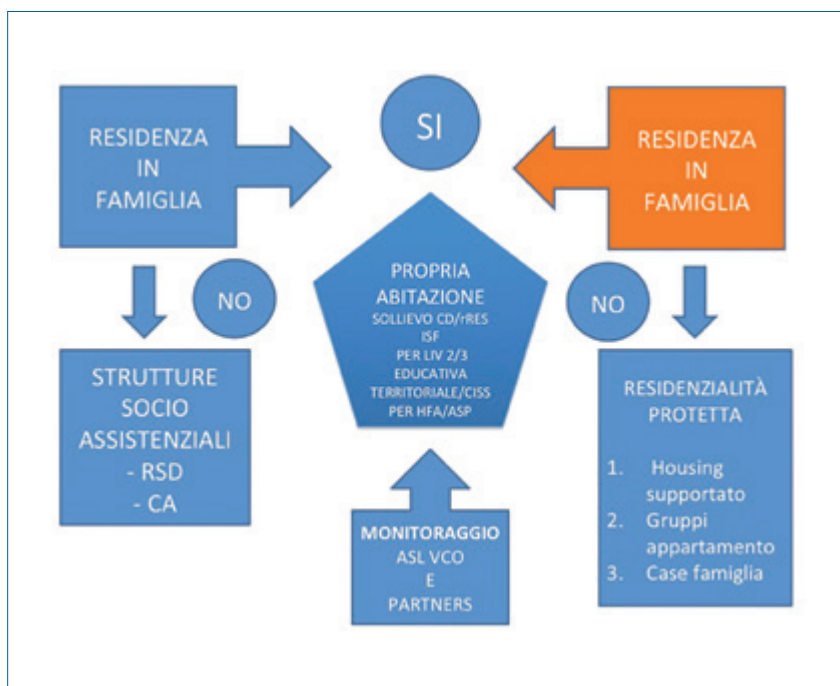 RESIDENZA
IN
FAMIGLIA
SI
RESIDENZA
IN
FAMIGLIA
NO
PROPRIA
ABITAZIONE
SOLLIEVO CD/rRES
ISF
PER LIV 2/3
EDUCATIVA
TERRITORIALE/CISS
PER HFA/ASP
NO
STRUTTURE
SOCIO
ASSISTENZIALI
- RSD
- CA
MONITORAGGIO
ASL VCO
E
PARTNERS
RESIDENZIALITÀ
PROTETTA
1. Housing
supportato
2. Gruppi
appartamento
3. Case famiglia